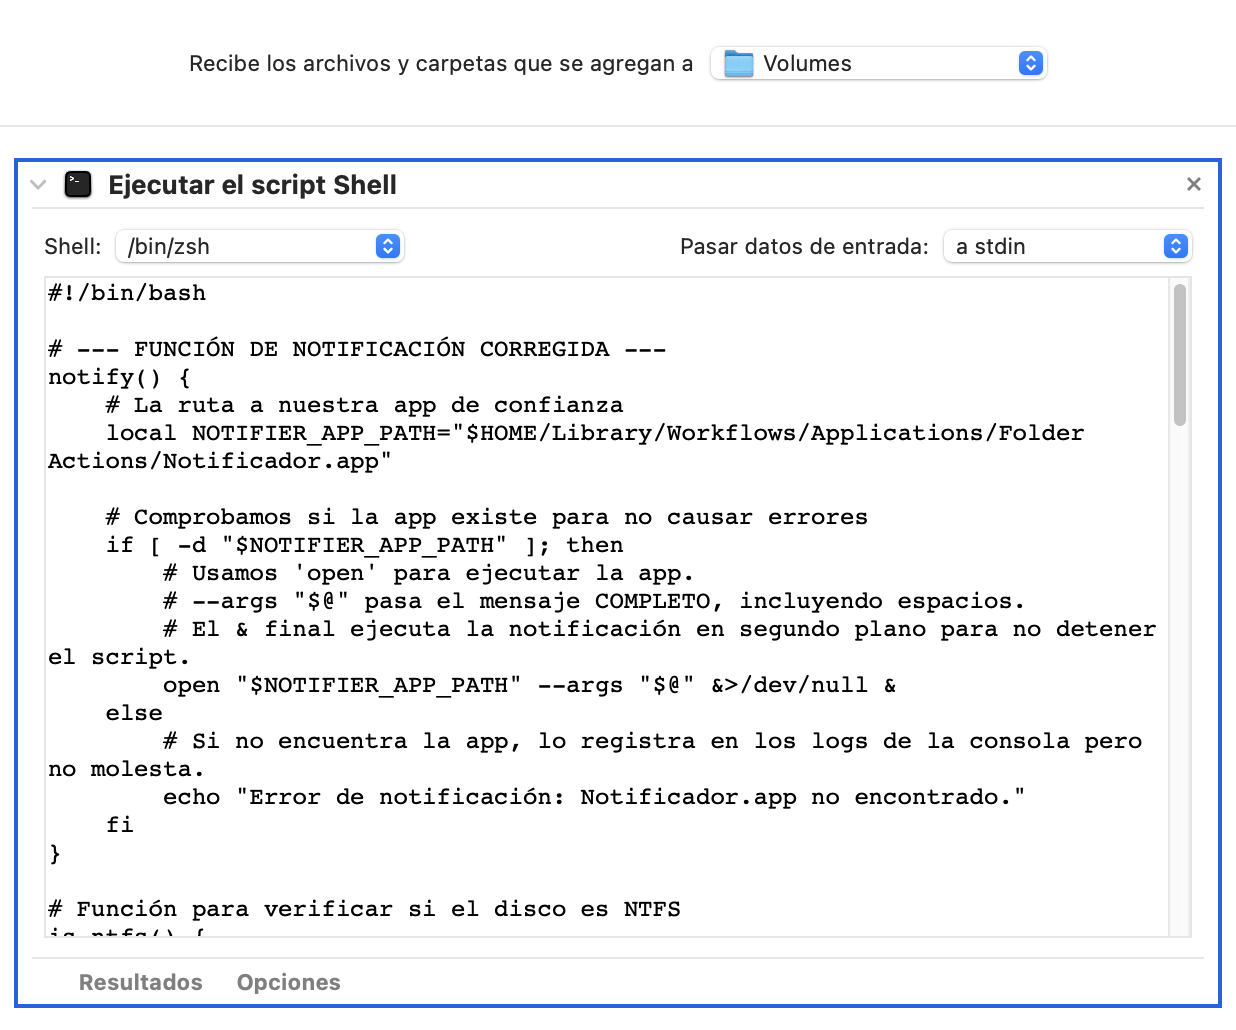 Recibe los archivos y carpetas que se agregan a Volumes
Ejecutar el script Shell
Shell: /bin/zsh Pasar datos de entrada: a stdin
#!/bin/bash
# --- FUNCIÓN DE NOTIFICACIÓN CORREGIDA ---
notify() {
# La ruta a nuestra app de confianza
local NOTIFIER_APP_PATH="$HOME/Library/Workflows/Applications/Folder
Actions/Notificador.app"
# Comprobamos si la app existe para no causar errores
if [ -d "$NOTIFIER_APP_PATH" ]; then
# Usamos 'open' para ejecutar la app.
# --args "$@" pasa el mensaje COMPLETO, incluyendo espacios.
# El & final ejecuta la notificación en segundo plano para no detener
el script.
open "$NOTIFIER_APP_PATH" --args "$@" &>/dev/null &
else
# Si no encuentra la app, lo registra en los logs de la consola pero
no molesta.
echo "Error de notificación: Notificador.app no encontrado."
fi
}
# Función para verificar si el disco es NTFS
is_ntfs() {
Resultados Opciones